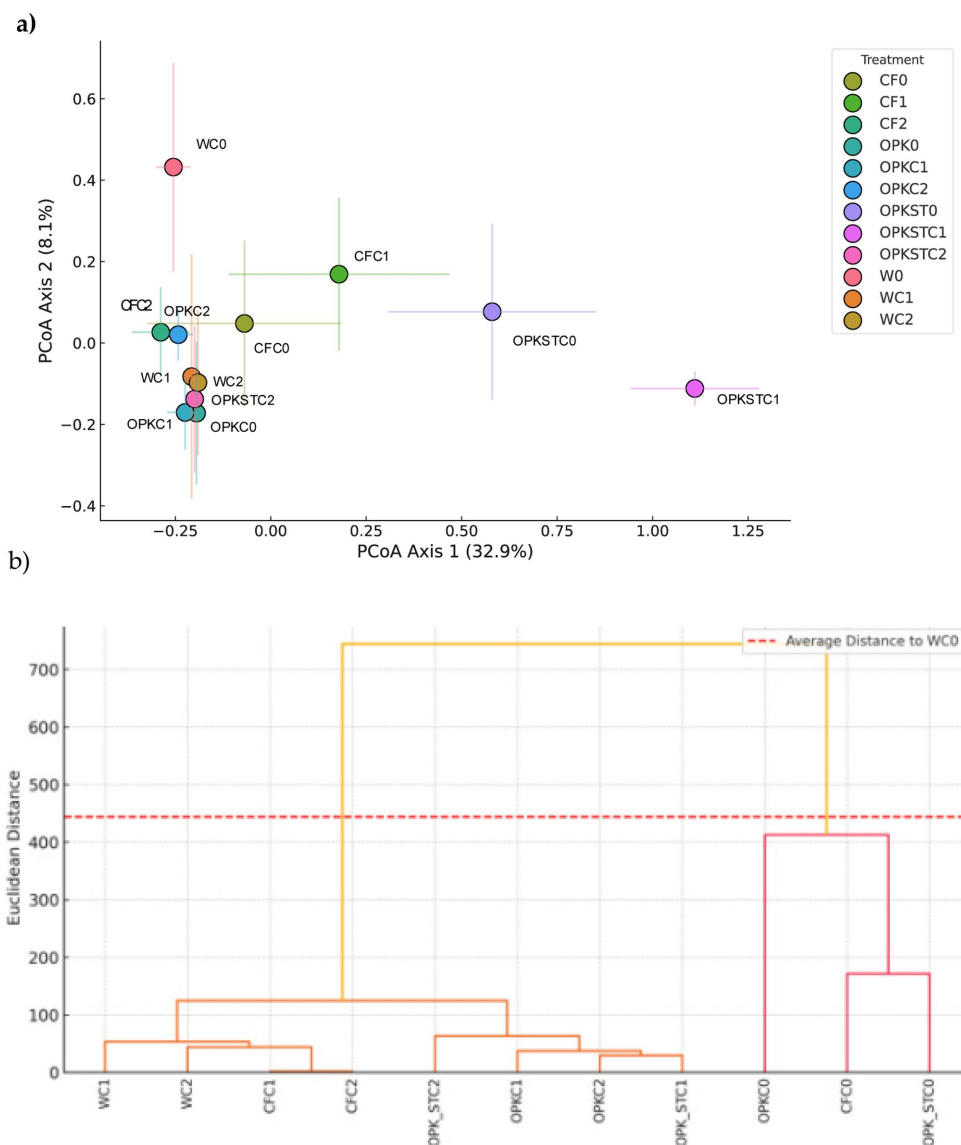 a)
0.6
0.4
0.2
0.0
−0.2
−0.4
PCoA Axis 2 (8.1%)
WC0
CFC1
CFC2
OPKC2
CFC0
OPKSTC0
WC1
WC2
OPKSTC2
OPKSTC1
OPKC1
OPKC0
−0.25
0.00
0.25
0.50
0.75
1.00
1.25
PCoA Axis 1 (32.9%)
Treatment
CF0
CF1
CF2
OPK0
OPKC1
OPKC2
OPKST0
OPKSTC1
OPKSTC2
W0
WC1
WC2
b)
Average Distance to WC0
700
600
500
400
300
200
100
0
Euclidean Distance
WC1
WC2
CFC1
CFC2
OPK_STC2
OPKC1
OPKC2
OPK_STC1
OPKC0
CFC0
OPK_STC0